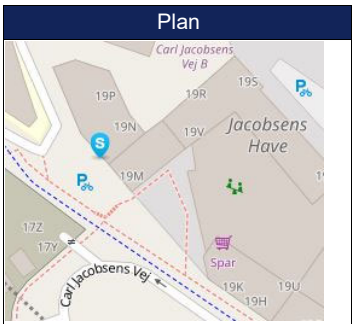 Plan
Carl Jacobsens
Vej B
19S
19P
19R
19N
19V
Jacobsens
Have
S
19M
17Z
17Y
Spar
Carl Jacobsens Vej
19K
19U
19H